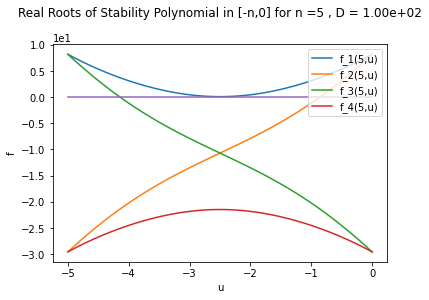 Real Roots of Stability Polynomial in [-n,0] for n =5 , D = 1.00e+02
1e1
1.0
0.5
0.0
−0.5
−1.0
−1.5
−2.0
−2.5
−3.0
f
f_1(5,u)
f_2(5,u)
f_3(5,u)
f_4(5,u)
−5
−4
−3
−2
−1
0
u